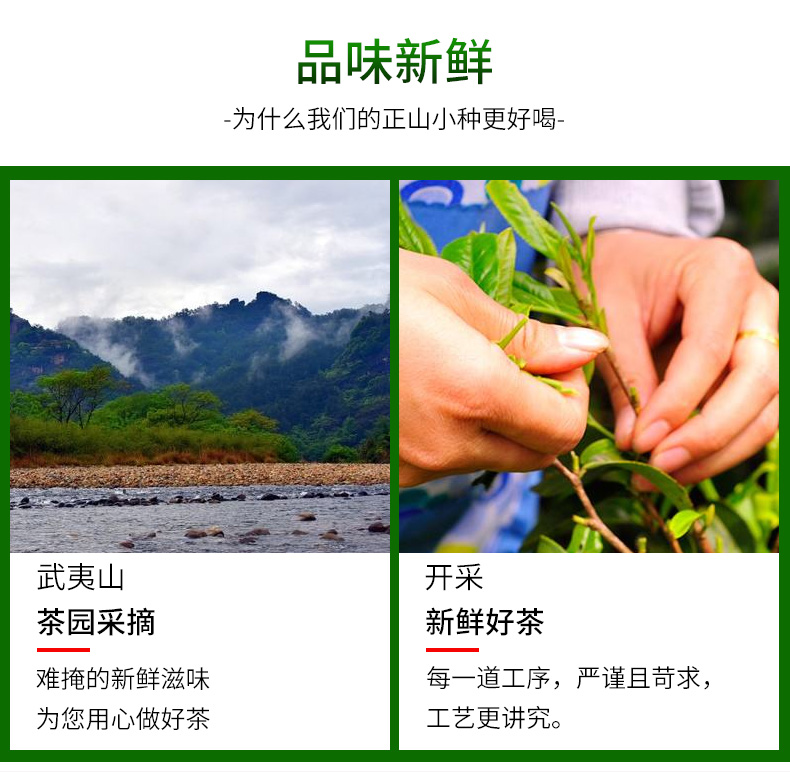 品味新鲜
-为什么我们的正山小种更好喝-
武夷山
茶园采摘
难掩的新鲜滋味
为您用心做好茶
开采
新鲜好茶
每一道工序，严谨且苛求，
工艺更讲究。